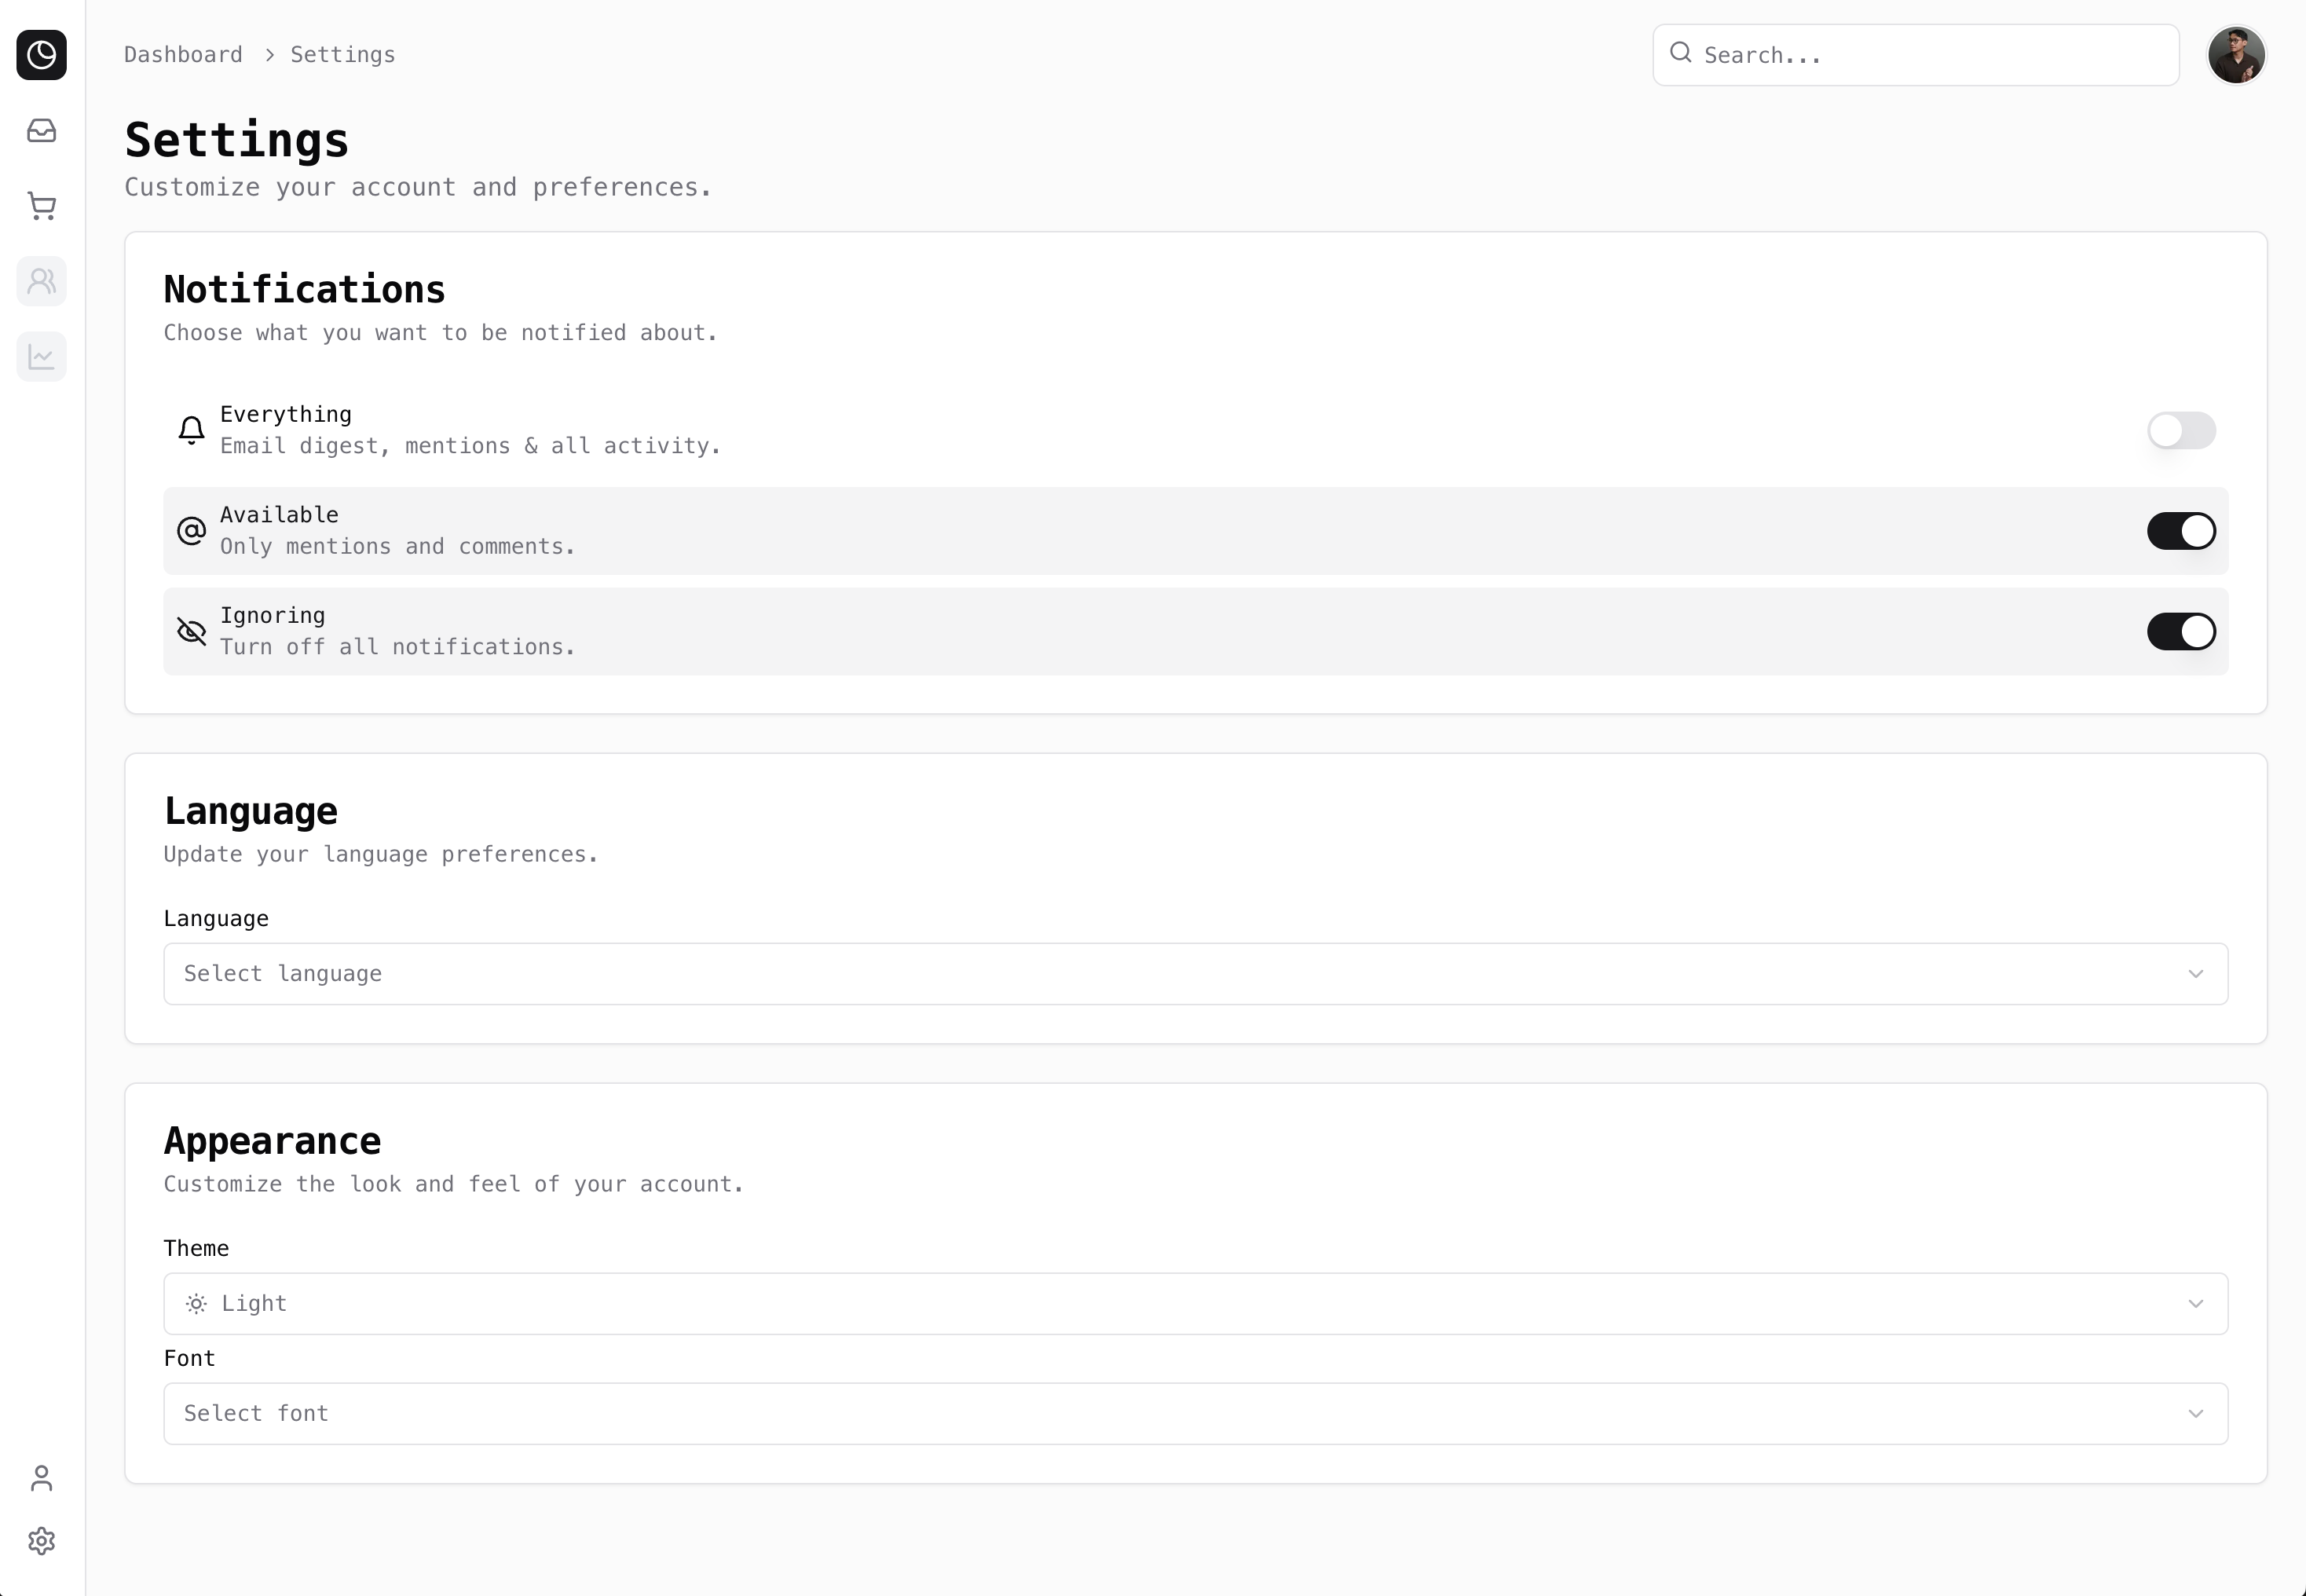 Dashboard > Settings
Search...
Settings
Customize your account and preferences.
Notifications
Choose what you want to be notified about.
Everything
Email digest, mentions & all activity.
Available
Only mentions and comments.
Ignoring
Turn off all notifications.
Language
Update your language preferences.
Language
Select language
Appearance
Customize the look and feel of your account.
Theme
Light
Font
Select font